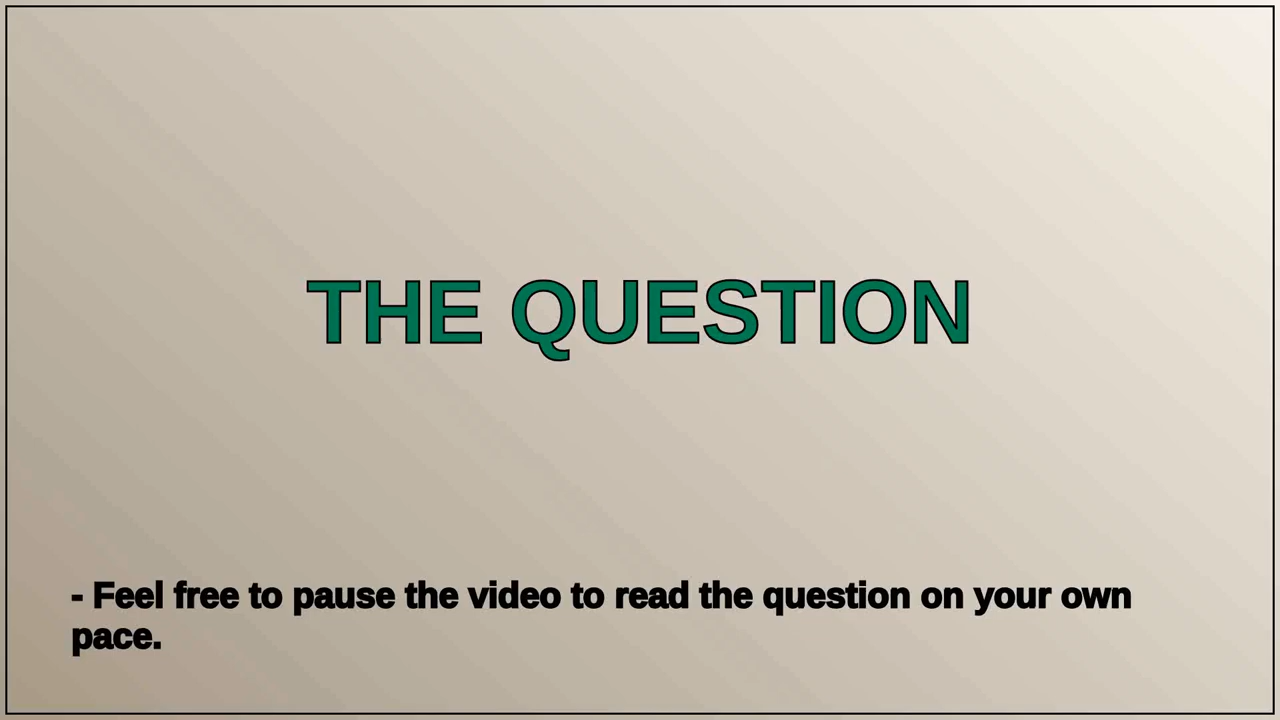 THE QUESTION
- Feel free to pause the video to read the question on your own
pace.